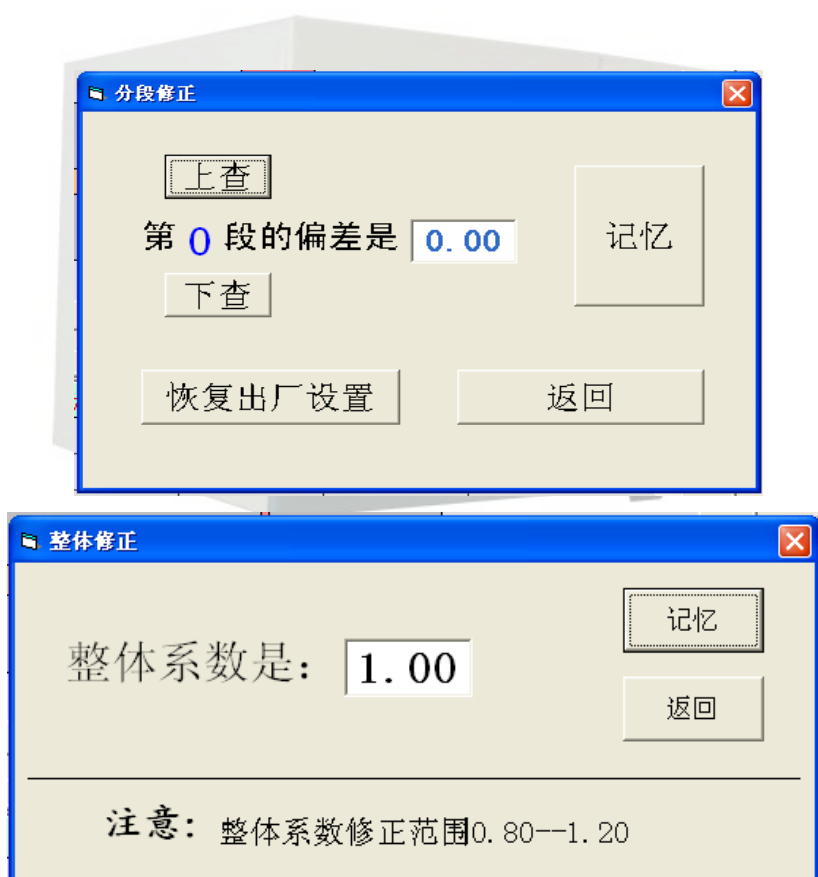 分段修正
上查
第 0 段的偏差是 0.00
记忆
下查
恢复出厂设置 返回
整体修正
记忆
整体系数是: 1.00
返回
注意: 整体系数修正范围0.80--1.20